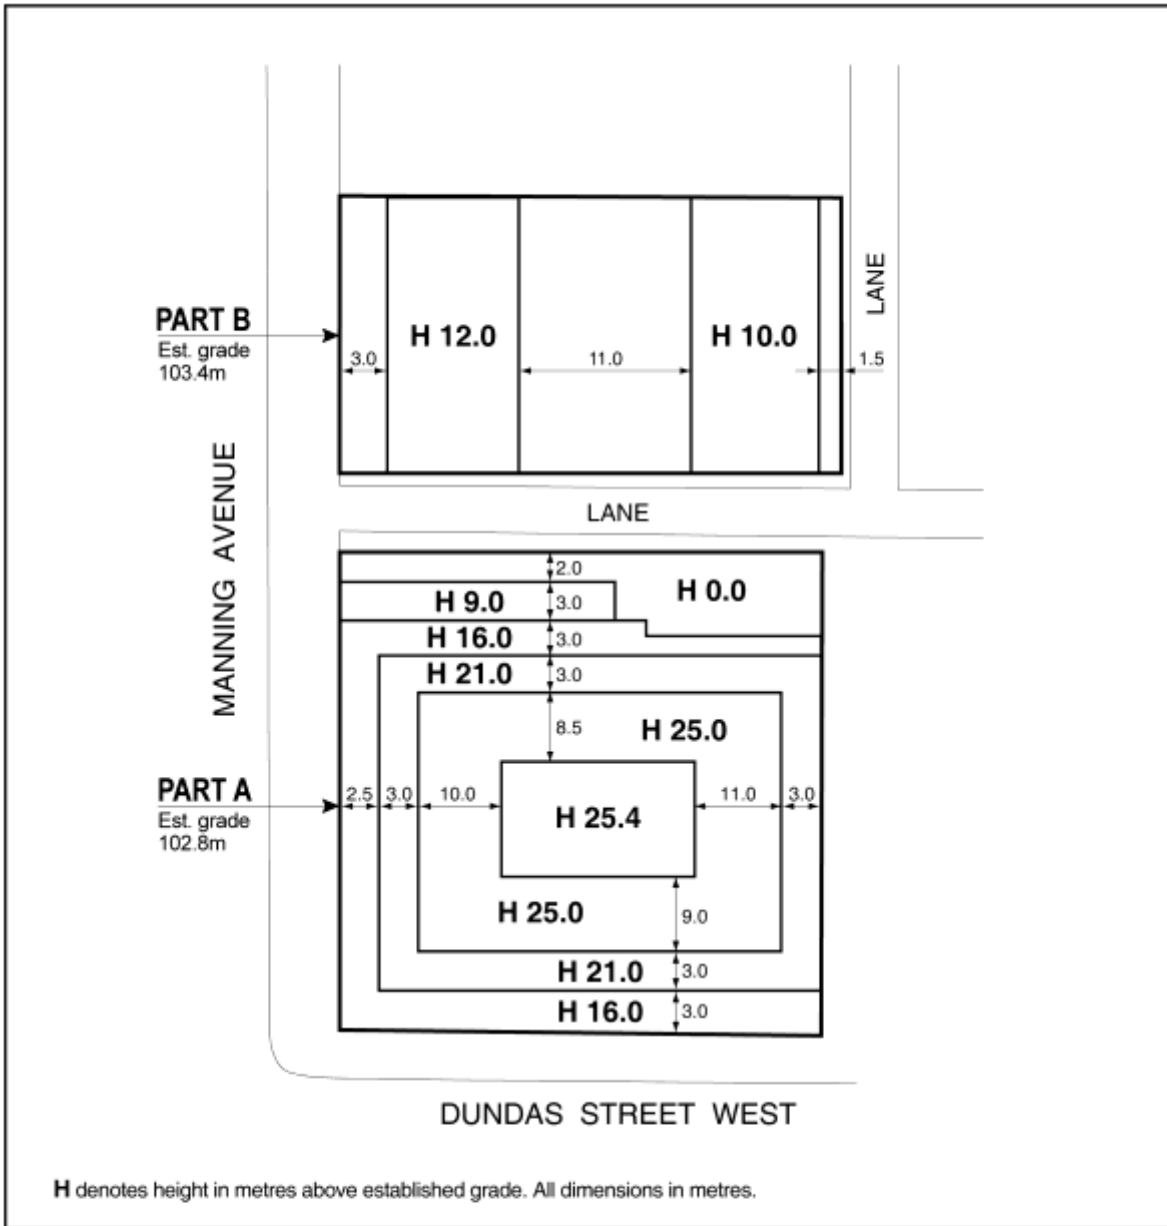 PART B
Est. grade
103.4m
3.0
H 12.0
11.0
H 10.0
1.5
LANE
MANNING AVENUE
LANE
2.0
H 0.0
H 9.0
3.0
H 16.0
3.0
H 21.0
3.0
8.5
H 25.0
PART A
Est. grade
102.8m
2.5
3.0
10.0
H 25.4
11.0
3.0
H 25.0
9.0
H 21.0
3.0
H 16.0
3.0
DUNDAS STREET WEST
H denotes height in metres above established grade. All dimensions in metres.